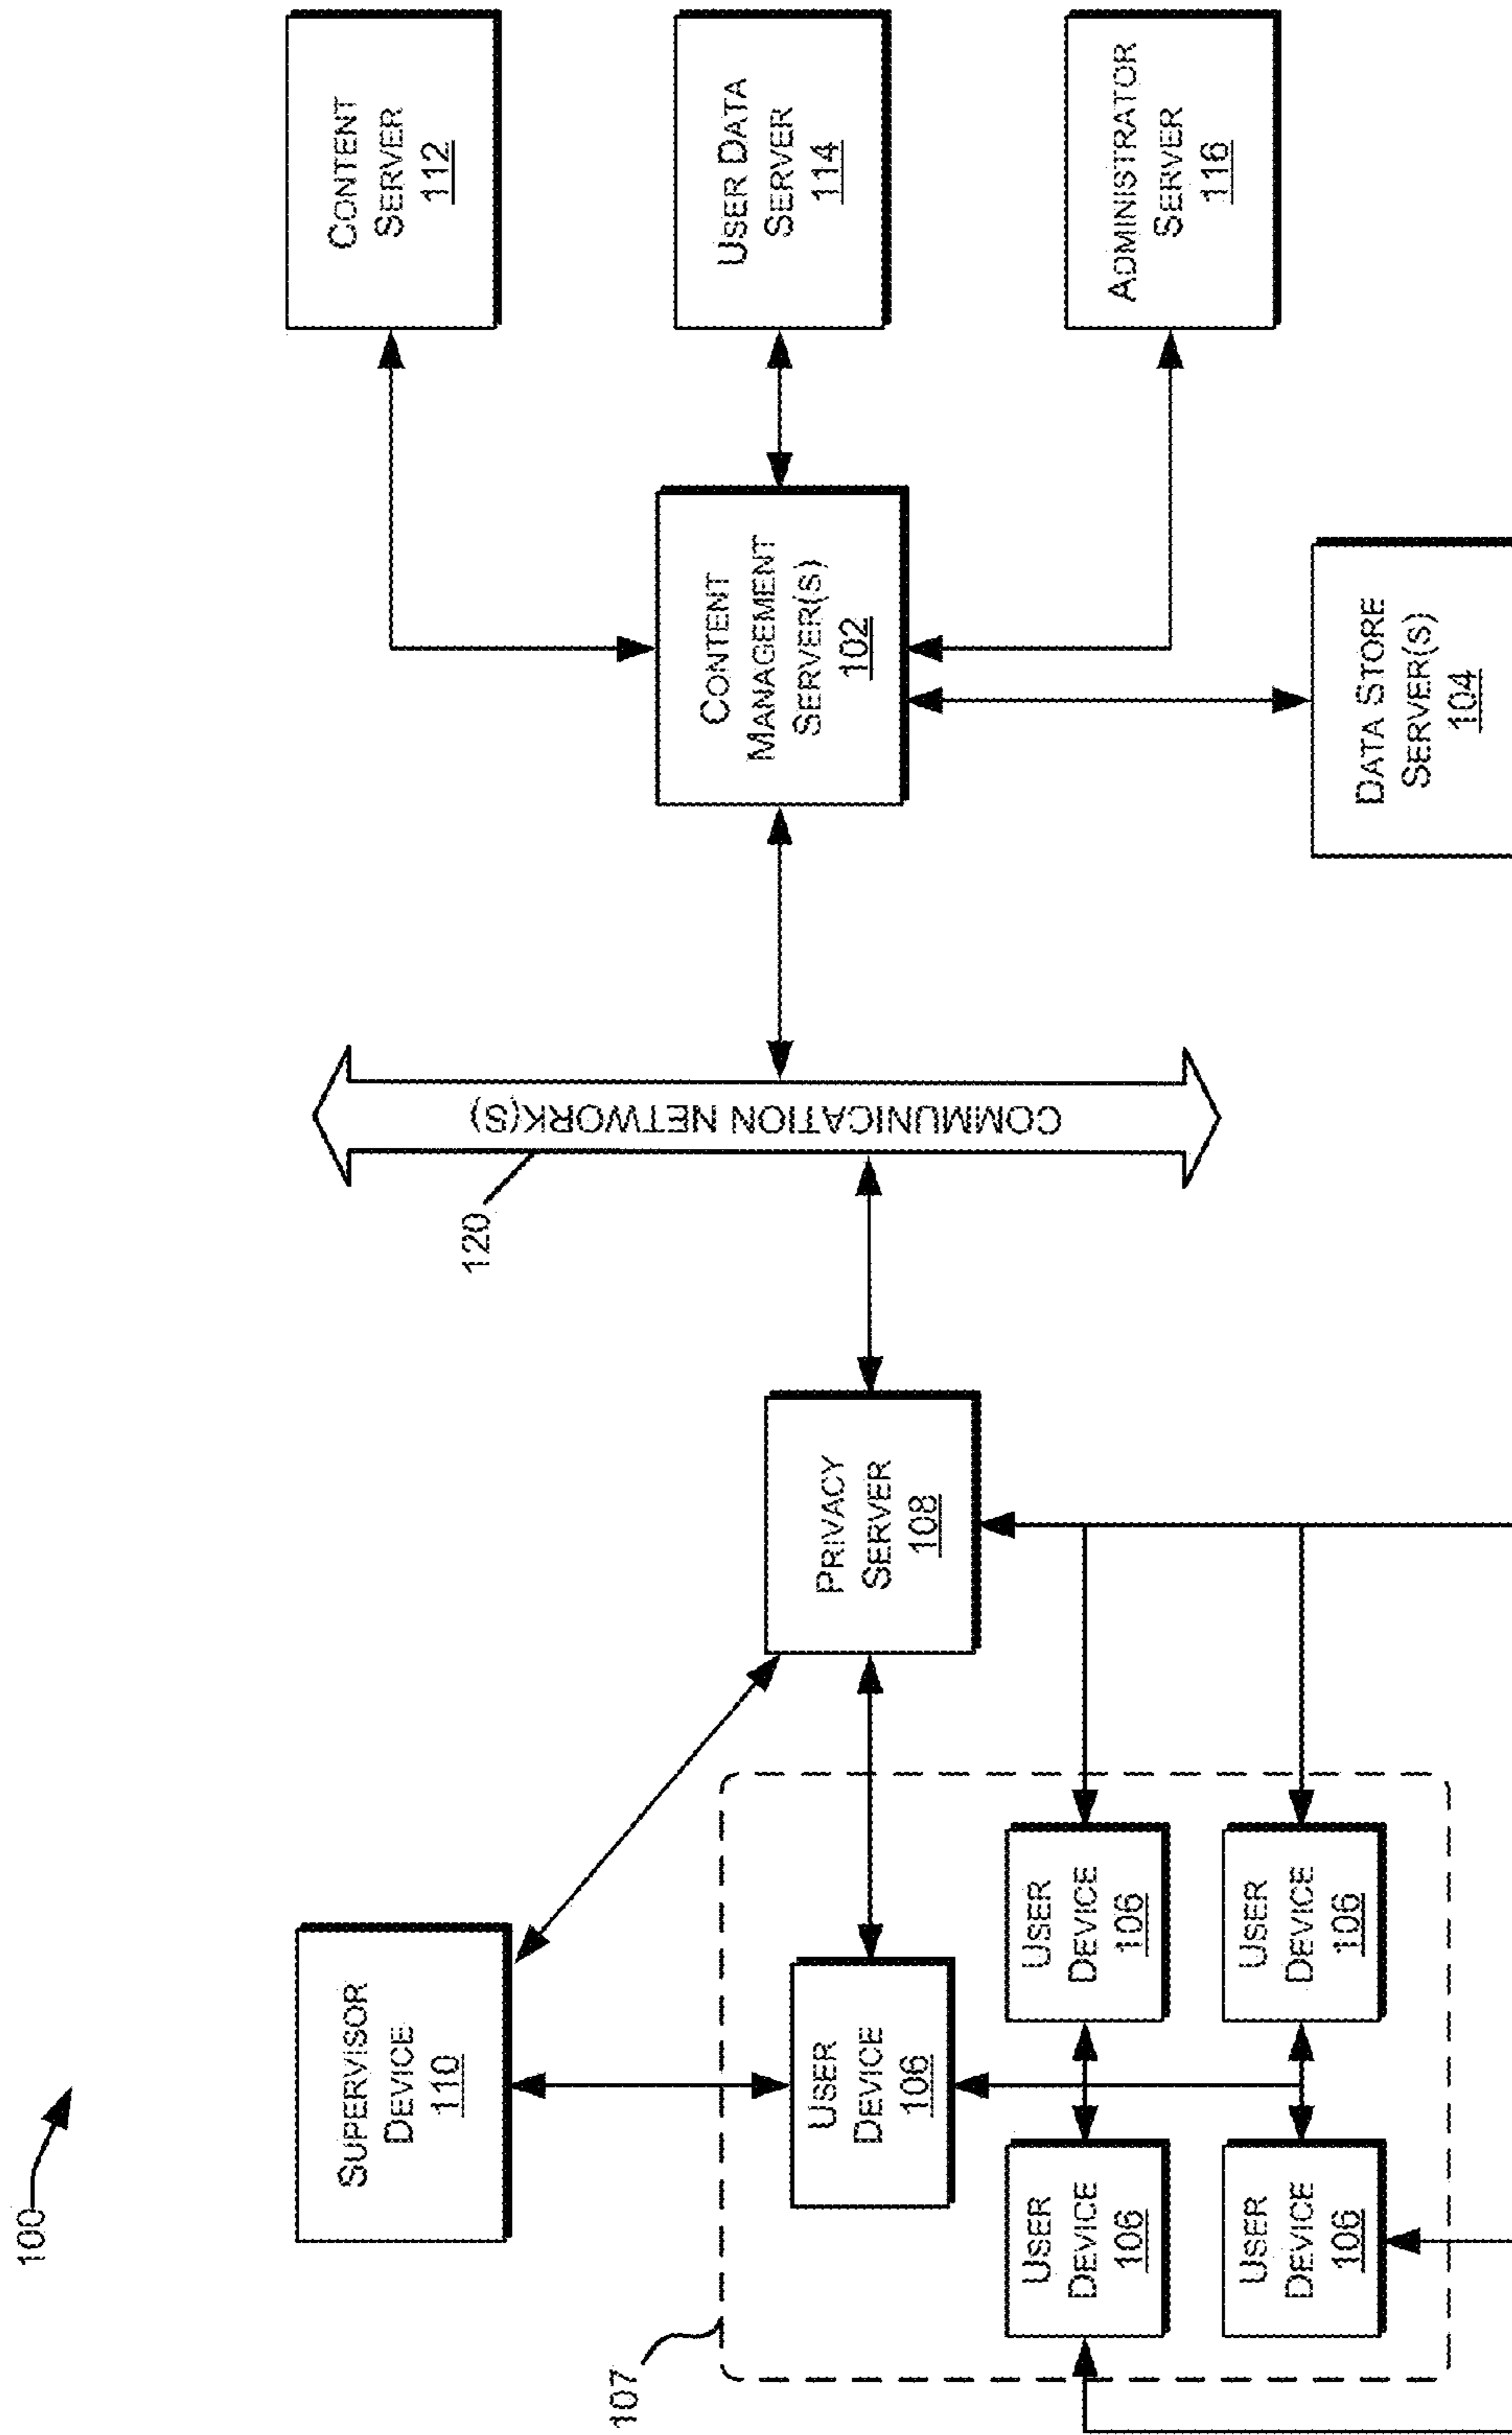 100
SUPERVISOR
DEVICE
110
CONTENT
SERVER
112
120
107
USER
DEVICE
106
PRIVACY
SERVER
108
COMMUNICATION NETWORK(S)
CONTENT
MANAGEMENT
SERVER(S)
102
USER DATA
SERVER
114
USER
DEVICE
106
USER
DEVICE
106
ADMINISTRATOR
SERVER
116
USER
DEVICE
106
USER
DEVICE
106
DATA STORE
SERVER(S)
104